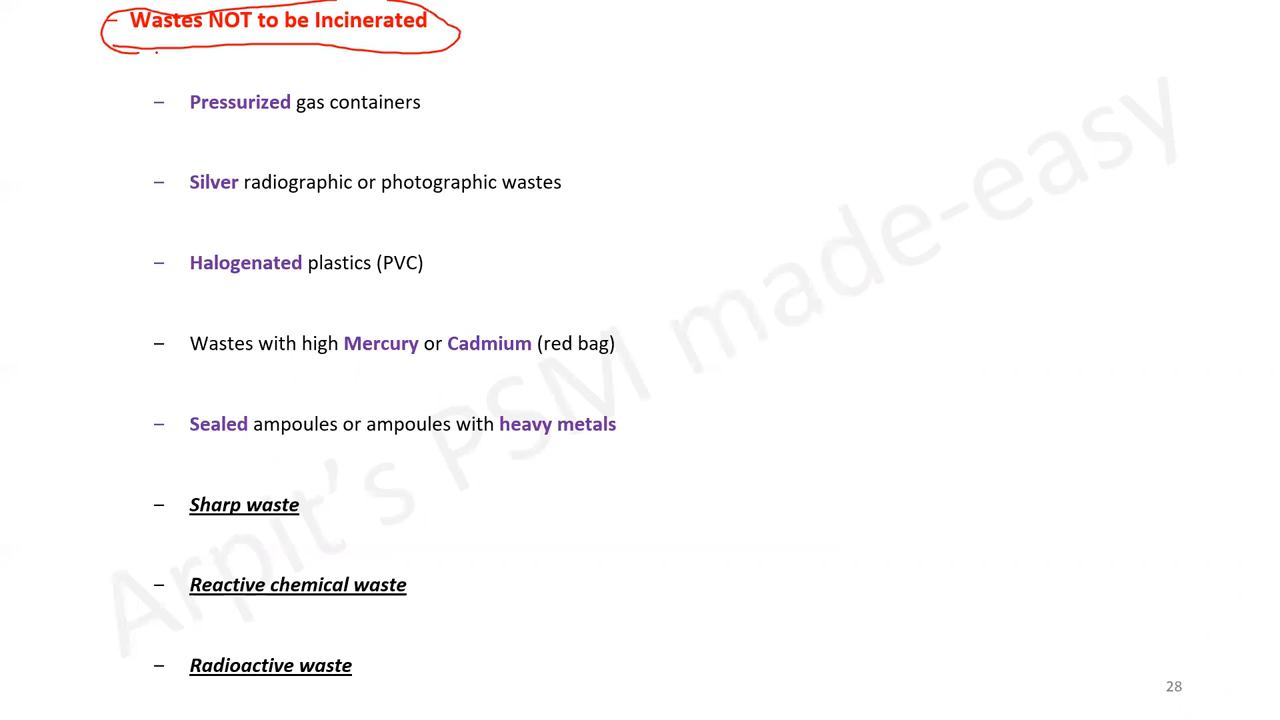 – Wastes NOT to be Incinerated
– Pressurized gas containers
– Silver radiographic or photographic wastes
– Halogenated plastics (PVC)
– Wastes with high Mercury or Cadmium (red bag)
– Sealed ampoules or ampoules with heavy metals
– Sharp waste
– Reactive chemical waste
– Radioactive waste
Arpit's PSM made-easy
28